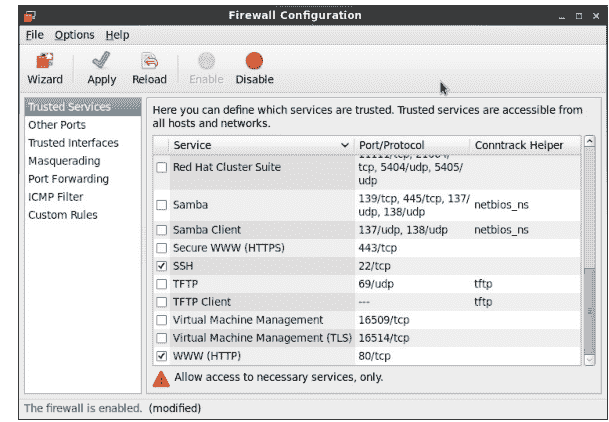 Firewall Configuration
File Options Help
Wizard Apply Reload Enable Disable
Trusted Services
Other Ports
Trusted Interfaces
Masquerading
Port Forwarding
ICMP Filter
Custom Rules
Here you can define which services are trusted. Trusted services are accessible from
all hosts and networks.
Service Port/Protocol Conntrack Helper
Red Hat Cluster Suite tcp, 5404/udp, 5405/
udp
Samba 139/tcp, 445/tcp, 137/
udp, 138/udp netbios_ns
Samba Client 137/udp, 138/udp netbios_ns
Secure WWW (HTTPS) 443/tcp
SSH 22/tcp
TFTP 69/udp tftp
TFTP Client --- tftp
Virtual Machine Management 16509/tcp
Virtual Machine Management (TLS) 16514/tcp
WWW (HTTP) 80/tcp
Allow access to necessary services, only.
The firewall is enabled. (modified)